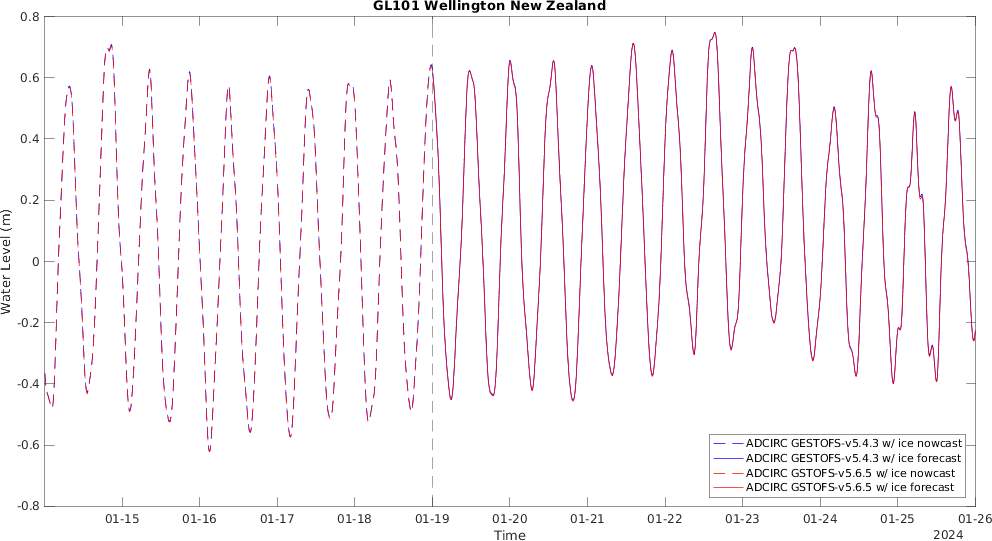 GL101 Wellington New Zealand
0.8
0.6
0.4
0.2
0
-0.2
-0.4
-0.6
-0.8
Water Level (m)
ADCIRC GESTOFS-v5.4.3 w/ ice nowcast
ADCIRC GESTOFS-v5.4.3 w/ ice forecast
ADCIRC GSTOFS-v5.6.5 w/ ice nowcast
ADCIRC GSTOFS-v5.6.5 w/ ice forecast
01-15 01-16 01-17 01-18 01-19 01-20 01-21 01-22 01-23 01-24 01-25 01-26
Time
2024